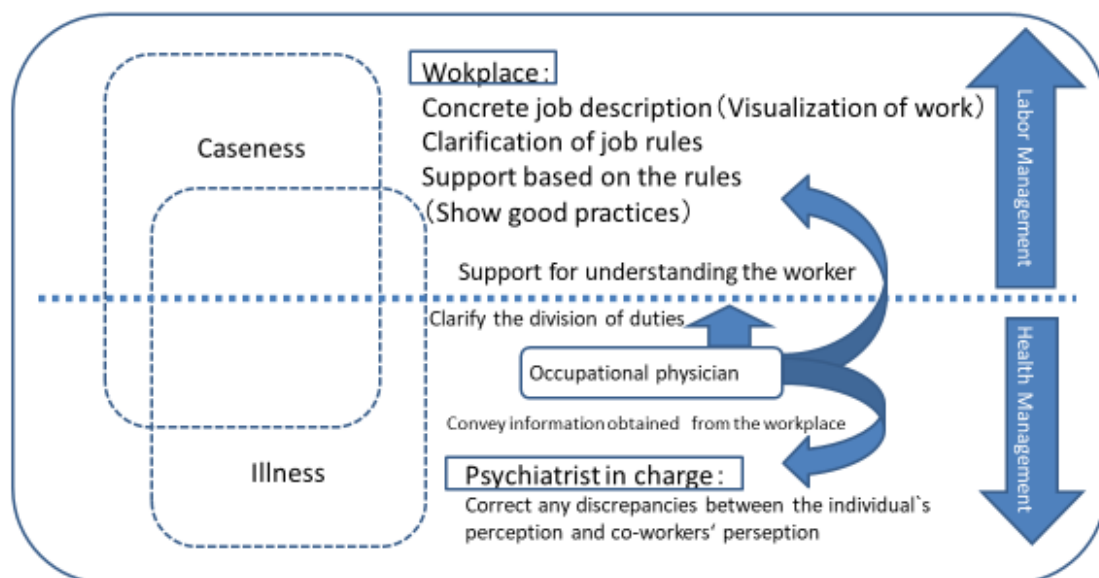 Caseness
Illness
Wokplace:
Concrete job description(Visualization of work)
Clarification of job rules
Support based on the rules
(Show good practices)
Support for understanding the worker
Clarify the division of duties
Occupational physician
Convey information obtained from the workplace
Psychiatrist in charge:
Correct any discrepancies between the individual`s
perception and co-workers’ perseption
Labor Management
Health Management